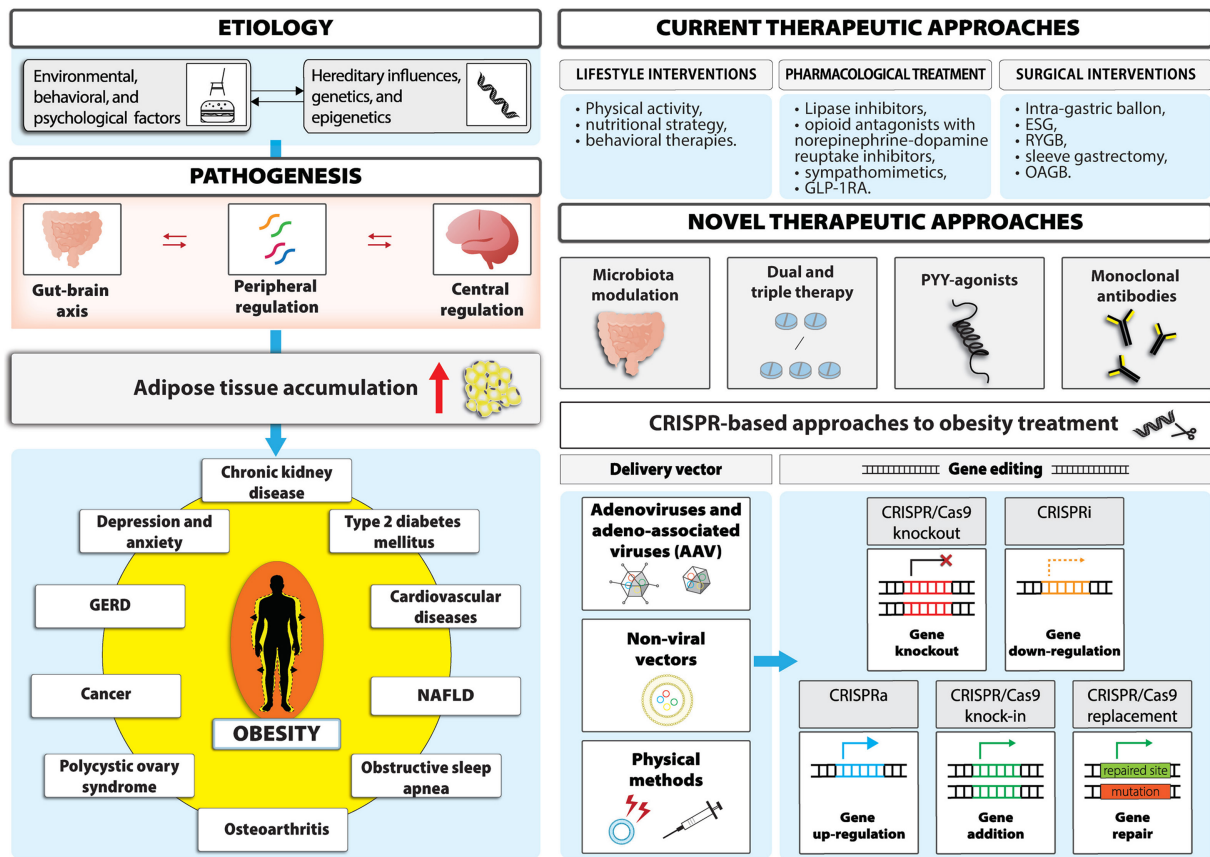 ETIOLOGY
Environmental,
behavioral, and
psychological factors
Hereditary influences,
genetics, and
epigenetics
PATHOGENESIS
Gut-brain
axis
Peripheral
regulation
Central
regulation
Adipose tissue accumulation
Chronic kidney
disease
Depression and
anxiety
Type 2 diabetes
mellitus
GERD
Cardiovascular
diseases
Cancer
NAFLD
OBESITY
Polycystic ovary
syndrome
Obstructive sleep
apnea
Osteoarthritis
CURRENT THERAPEUTIC APPROACHES
LIFESTYLE INTERVENTIONS
• Physical activity,
• nutritional strategy,
• behavioral therapies.
PHARMACOLOGICAL TREATMENT
• Lipase inhibitors,
• opioid antagonists with
norepinephrine-dopamine
reuptake inhibitors,
• sympathomimetics,
• GLP-1RA.
SURGICAL INTERVENTIONS
• Intra-gastric ballon,
• ESG,
• RYGB,
• sleeve gastrectomy,
• OAGB.
NOVEL THERAPEUTIC APPROACHES
Microbiota
modulation
Dual and
triple therapy
/
PYY-agonists
Monoclonal
antibodies
CRISPR-based approaches to obesity treatment
Delivery vector
Adenoviruses and
adeno-associated
viruses (AAV)
Non-viral
vectors
Physical
methods
Gene editing
CRISPR/Cas9
knockout
Gene
knockout
CRISPRi
Gene
down-regulation
CRISPRa
Gene
up-regulation
CRISPR/Cas9
knock-in
Gene
addition
CRISPR/Cas9
replacement
repaired site
mutation
Gene
repair